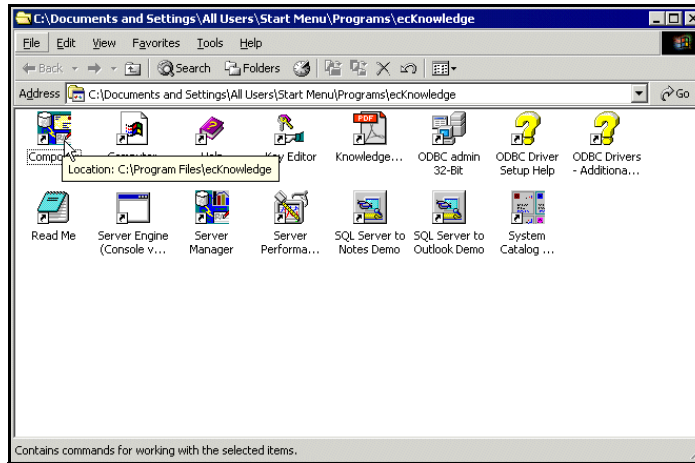 C:\Documents and Settings\All Users\Start Menu\Programs\ecKnowledge
File Edit View Favorites Tools Help
Back Search Folders
Address C:\Documents and Settings\All Users\Start Menu\Programs\ecKnowledge Go
PDF
Key Editor Knowledge... ODBC admin ODBC Driver ODBC Drivers
32-Bit Setup Help - Additiona...
Location: C:\Program Files\ecKnowledge
Read Me Server Engine Server Server SQL Server to SQL Server to System
(Console v... Manager Performa... Notes Demo Outlook Demo Catalog ...
Contains commands for working with the selected items.